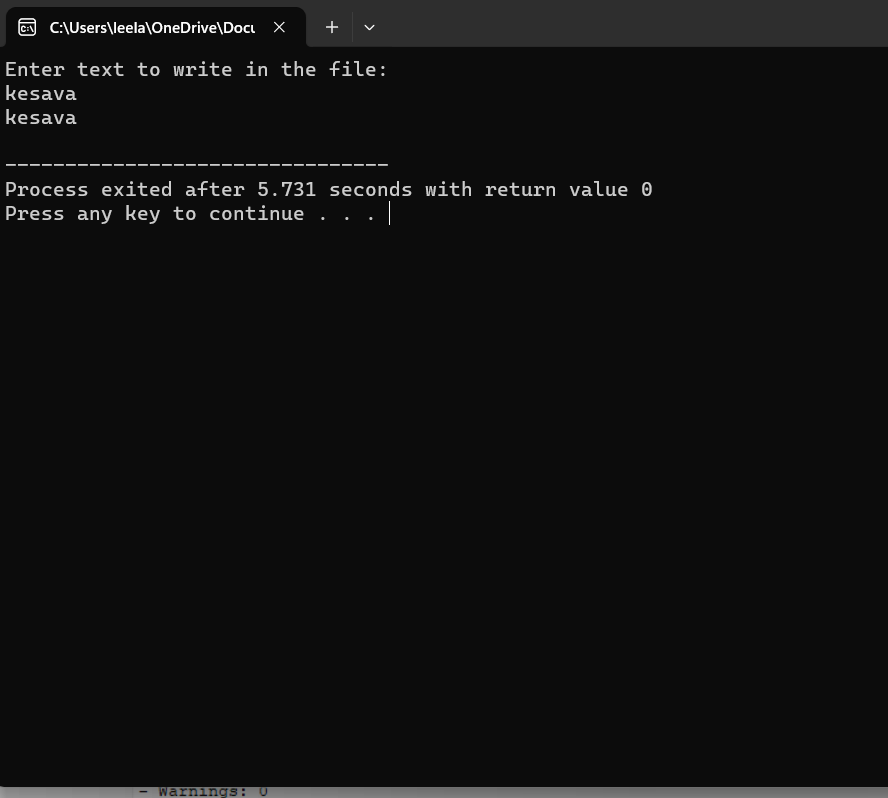 C:\Users\leela\OneDrive\Docu
Enter text to write in the file:
kesava
kesava
--------------------------------
Process exited after 5.731 seconds with return value 0
Press any key to continue . . .
- Warnings: 0